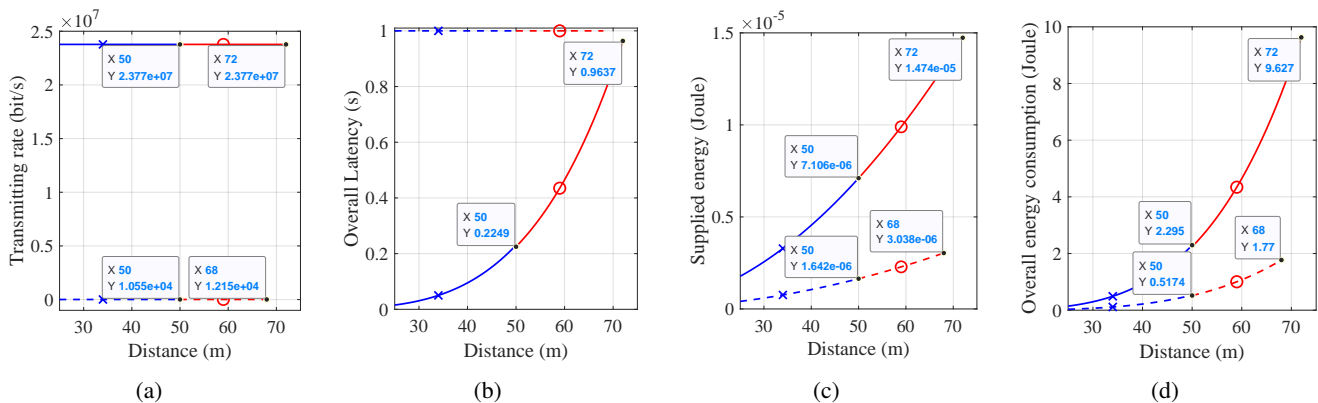 ×10⁷
2.5
2
1.5
1
0.5
0
X 50
Y 2.377e+07
X 72
Y 2.377e+07
X 50
Y 1.055e+04
X 68
Y 1.215e+04
30 40 50 60 70
Distance (m)
Transmitting rate (bit/s)
(a)
1
0.8
0.6
0.4
0.2
0
X 72
Y 0.9637
X 50
Y 0.2249
30 40 50 60 70
Distance (m)
Overall Latency (s)
(b)
×10⁻⁵
1.5
1
0.5
0
X 72
Y 1.474e-05
X 50
Y 7.106e-06
X 68
Y 3.038e-06
X 50
Y 1.642e-06
30 40 50 60 70
Distance (m)
Supplied energy (Joule)
(c)
10
8
6
4
2
0
X 72
Y 9.627
X 50
Y 2.295
X 68
Y 1.77
X 50
Y 0.5174
30 40 50 60 70
Distance (m)
Overall energy consumption (Joule)
(d)